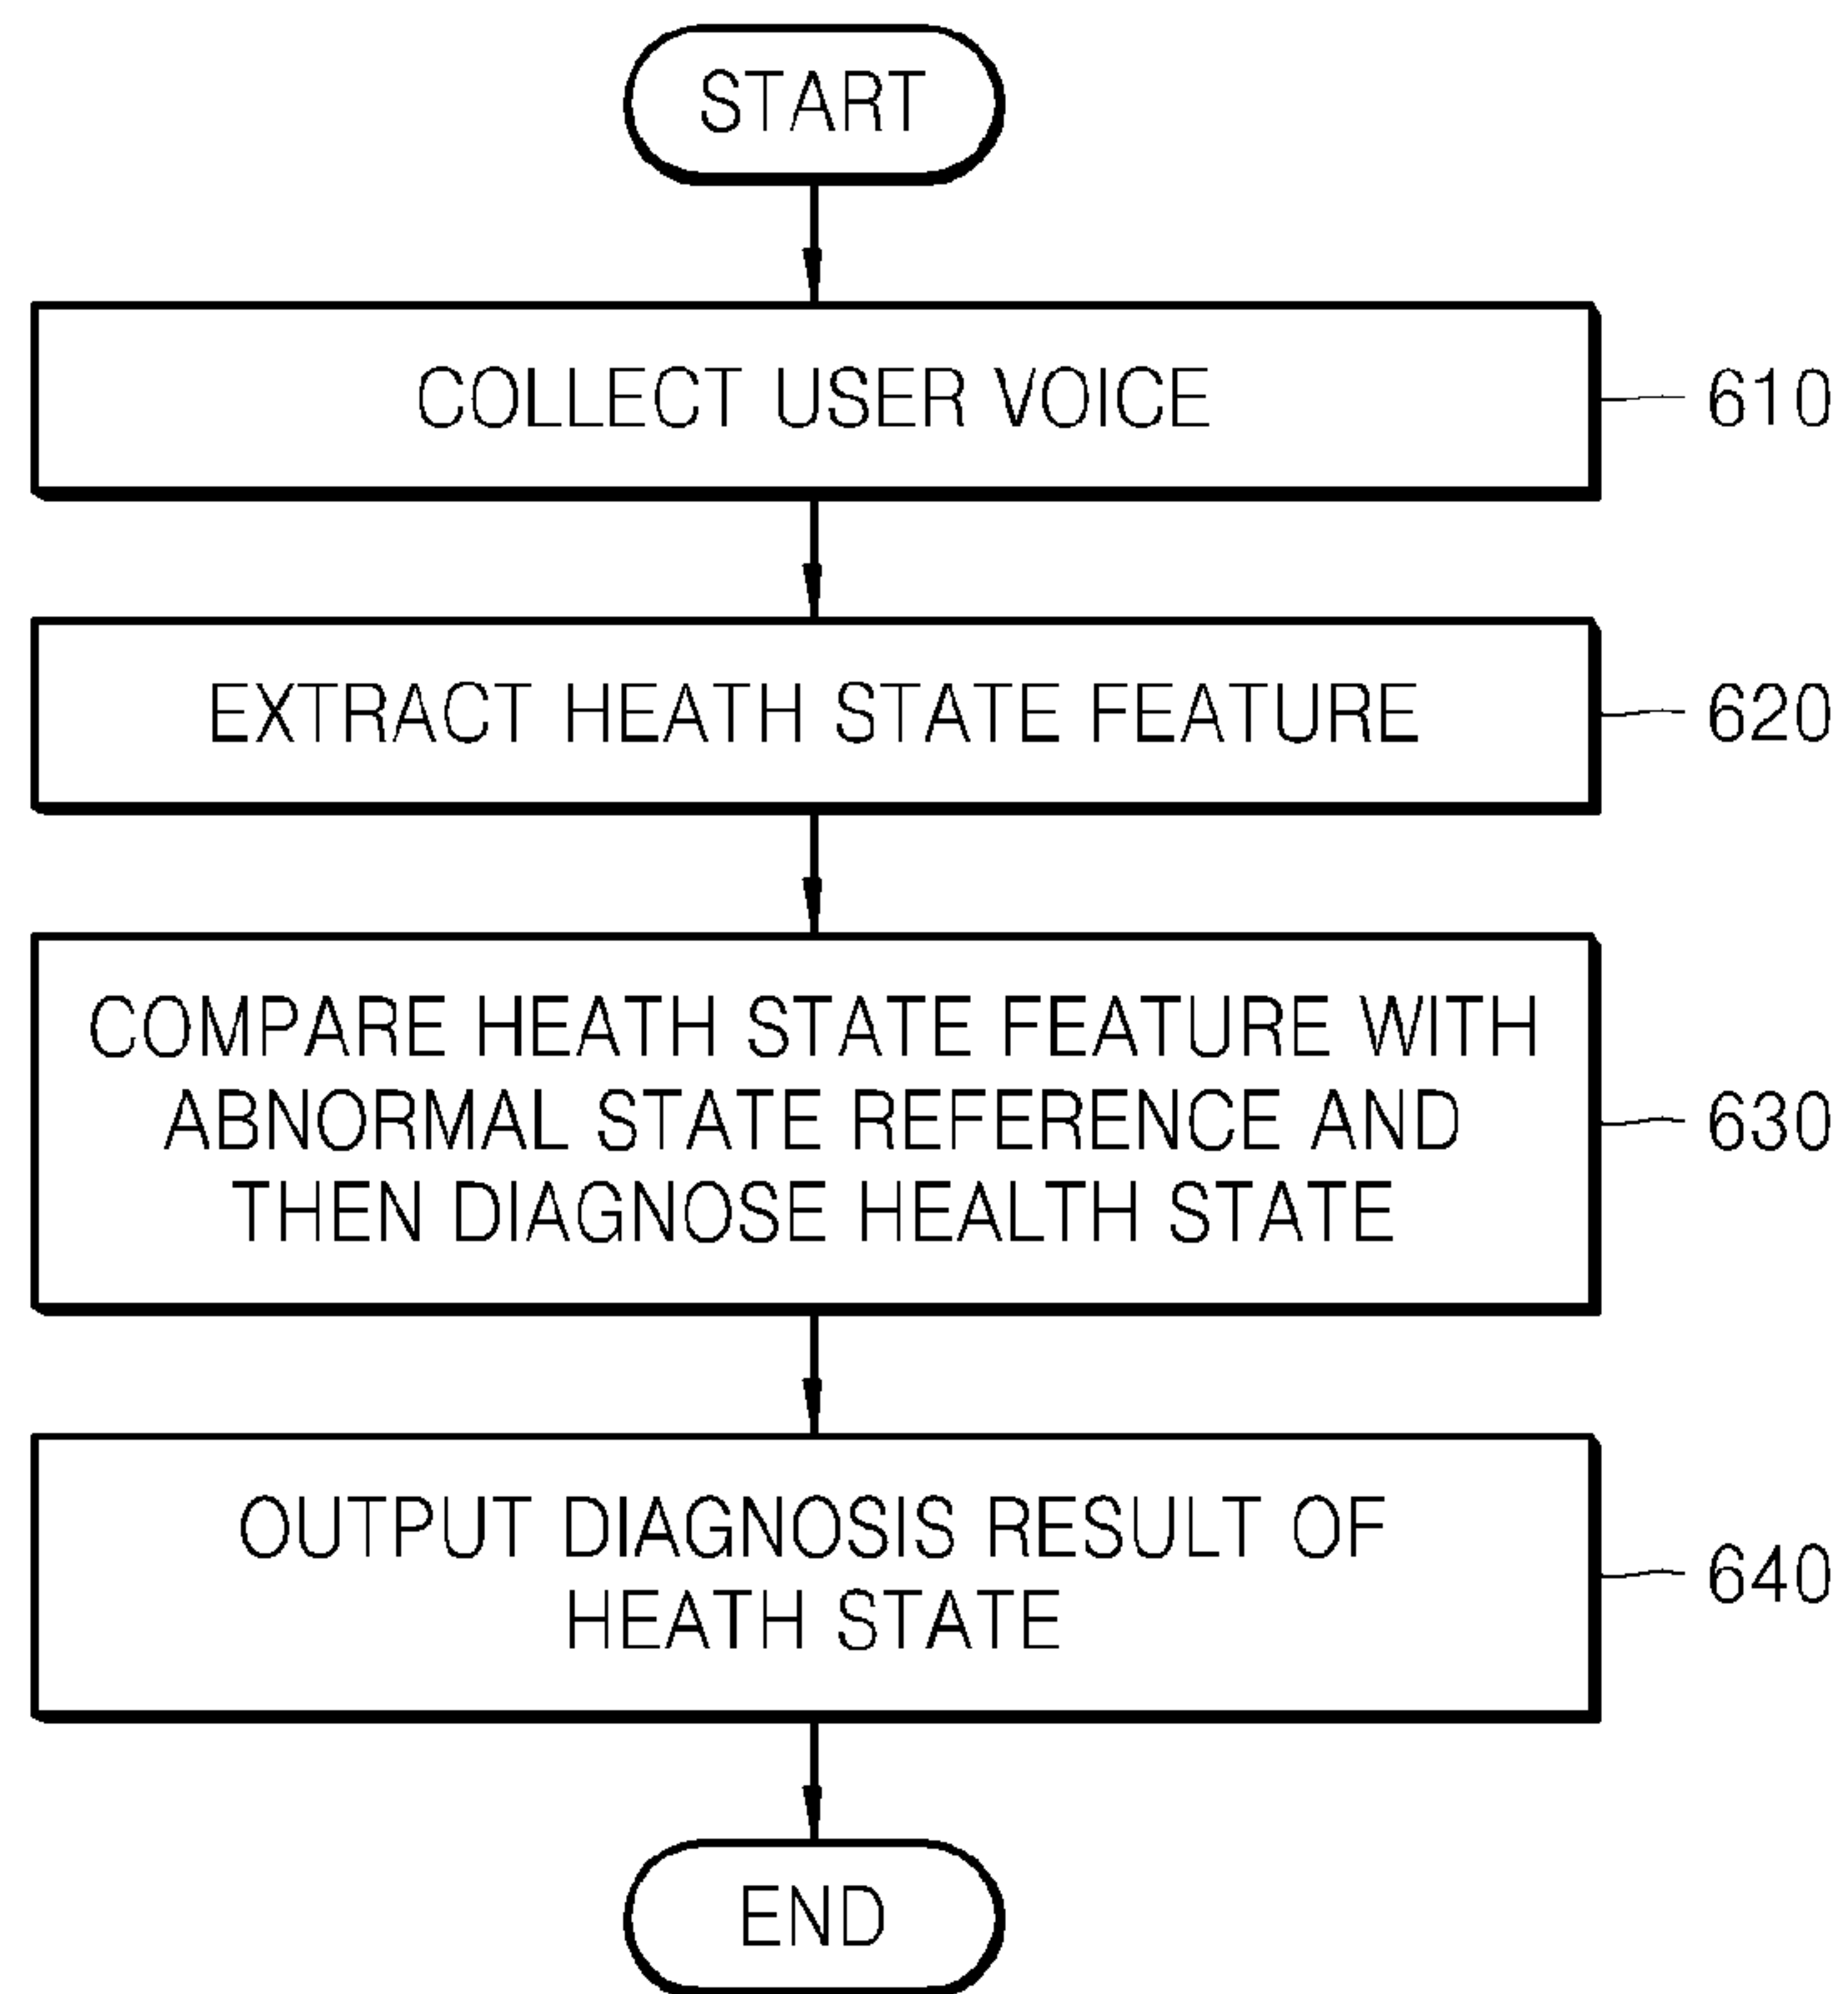 START
COLLECT USER VOICE
610
EXTRACT HEATH STATE FEATURE
620
COMPARE HEATH STATE FEATURE WITH
ABNORMAL STATE REFERENCE AND
THEN DIAGNOSE HEALTH STATE
630
OUTPUT DIAGNOSIS RESULT OF
HEATH STATE
640
END